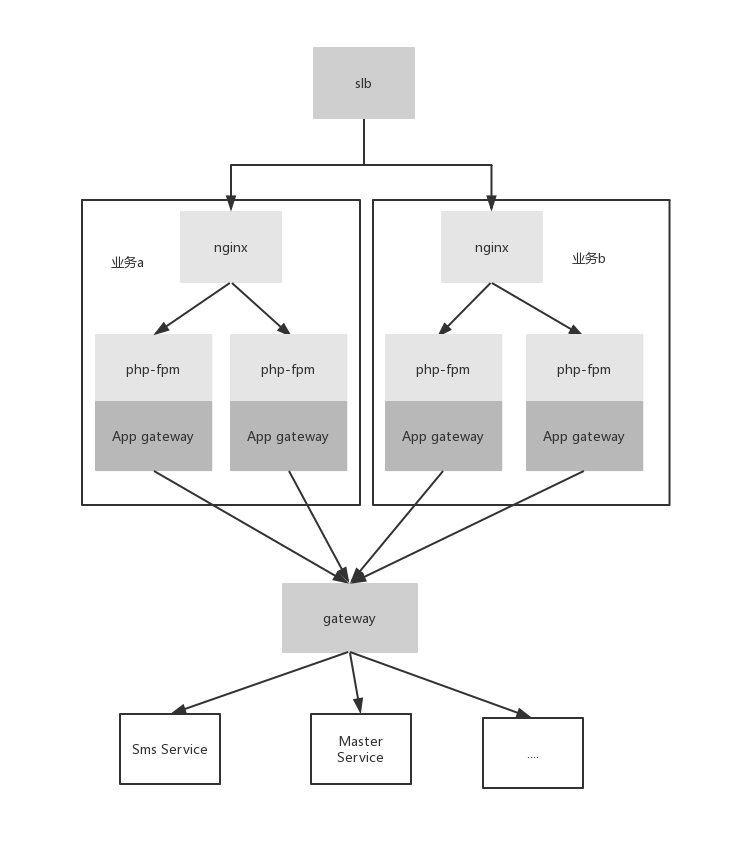 slb
nginx
nginx
业务a
业务b
php-fpm
php-fpm
php-fpm
php-fpm
App gateway
App gateway
App gateway
App gateway
gateway
Sms Service
Master
Service
....